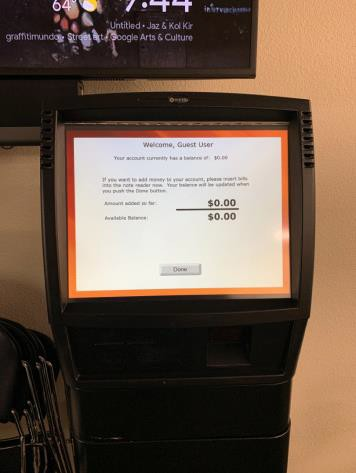 64°
7:44
Untitled • Jaz & Kol Kir
graffitimundo • Street art • Google Arts & Culture
Welcome, Guest User
Your account currently has a balance of: $0.00
If you want to add money to your account, please insert bills
into the note reader now. Your balance will be updated when
you push the Done button.
Amount added so far: $0.00
Available Balance: $0.00
Done